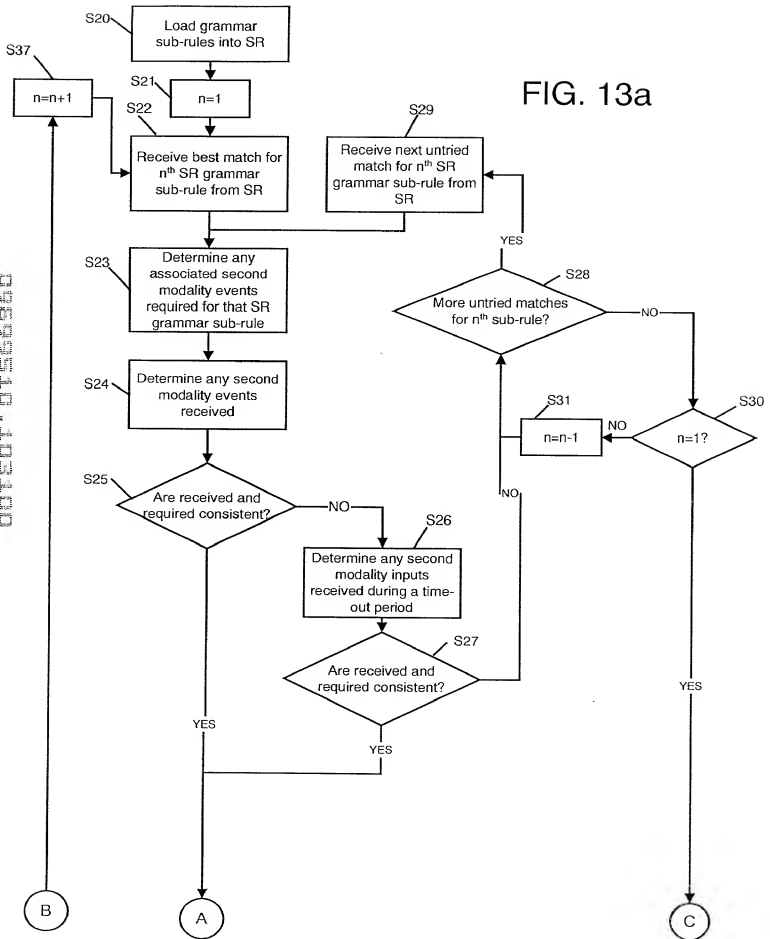 S20
Load grammar
sub-rules into SR
S37
n=n+1
S21
n=1
FIG. 13a
S22
Receive best match for
nth SR grammar
sub-rule from SR
S29
Receive next untried
match for nth SR
grammar sub-rule from
SR
YES
S23
Determine any
associated second
modality events
required for that SR
grammar sub-rule
S28
More untried matches
for nth sub-rule?
NO
S24
Determine any second
modality events
received
S31
n=n-1
NO
S30
n=1?
S25
Are received and
required consistent?
NO
NO
S26
Determine any second
modality inputs
received during a time-
out period
S27
Are received and
required consistent?
YES
YES
YES
B
A
C